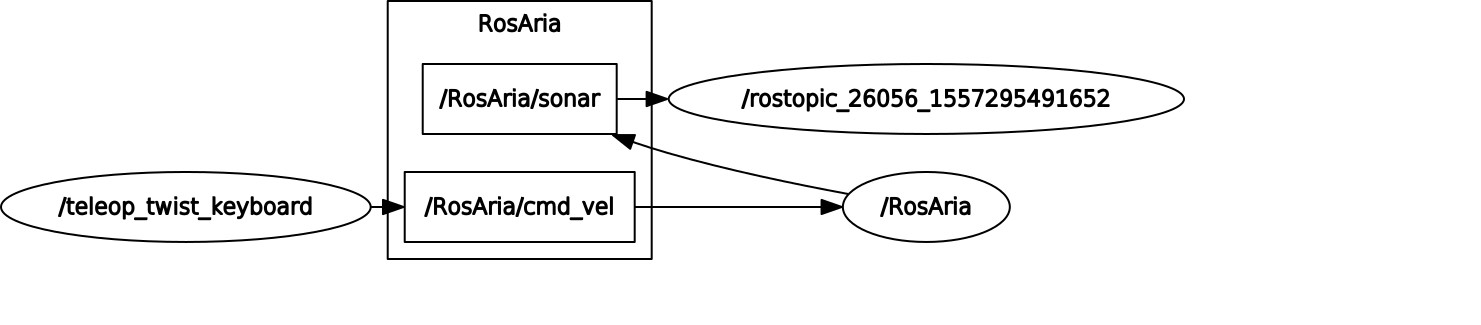 RosAria
/RosAria/sonar
/rostopic_26056_1557295491652
/teleop_twist_keyboard
/RosAria/cmd_vel
/RosAria